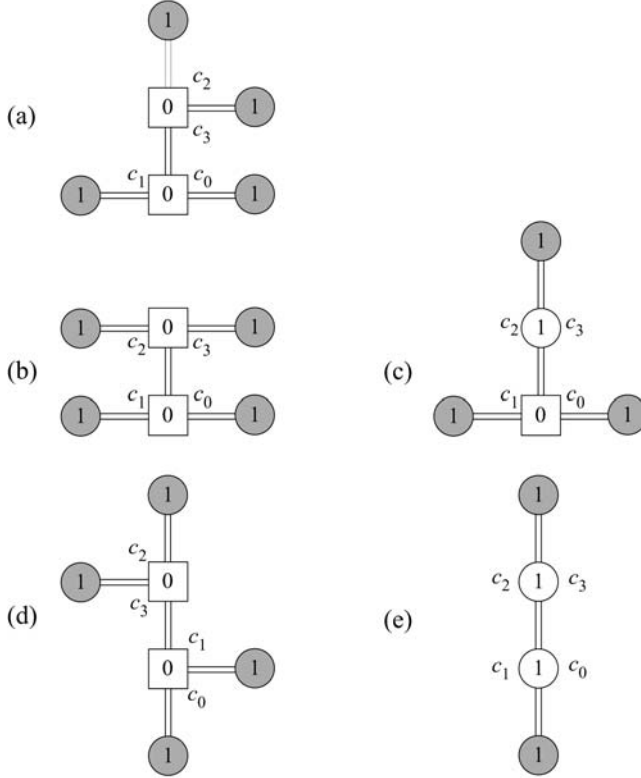 1
c₂
(a) 0 1
c₃
c₁ c₀
1 0 1
1 0 1
c₂ c₃
(b)
c₁ c₀
1 0 1
1
c₂ 1 c₃
(c)
c₁ c₀
1 0 1
1
c₂
1 0
c₃
(d)
c₁
0 1
c₀
1
1
c₂ 1 c₃
(e)
c₁ 1 c₀
1